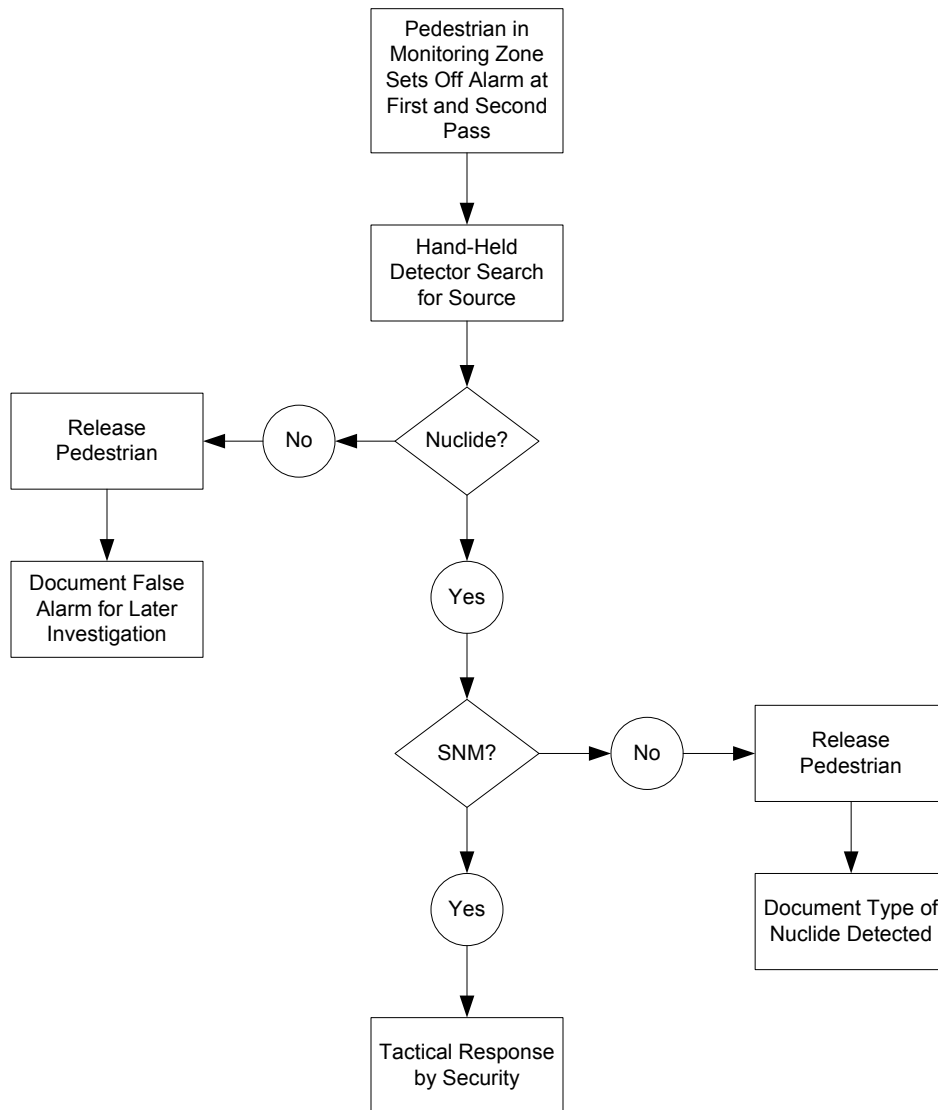 Pedestrian in
Monitoring Zone
Sets Off Alarm at
First and Second
Pass
Hand-Held
Detector Search
for Source
Release
Pedestrian
No
Nuclide?
Document False
Alarm for Later
Investigation
Yes
SNM?
No
Release
Pedestrian
Yes
Document Type of
Nuclide Detected
Tactical Response
by Security